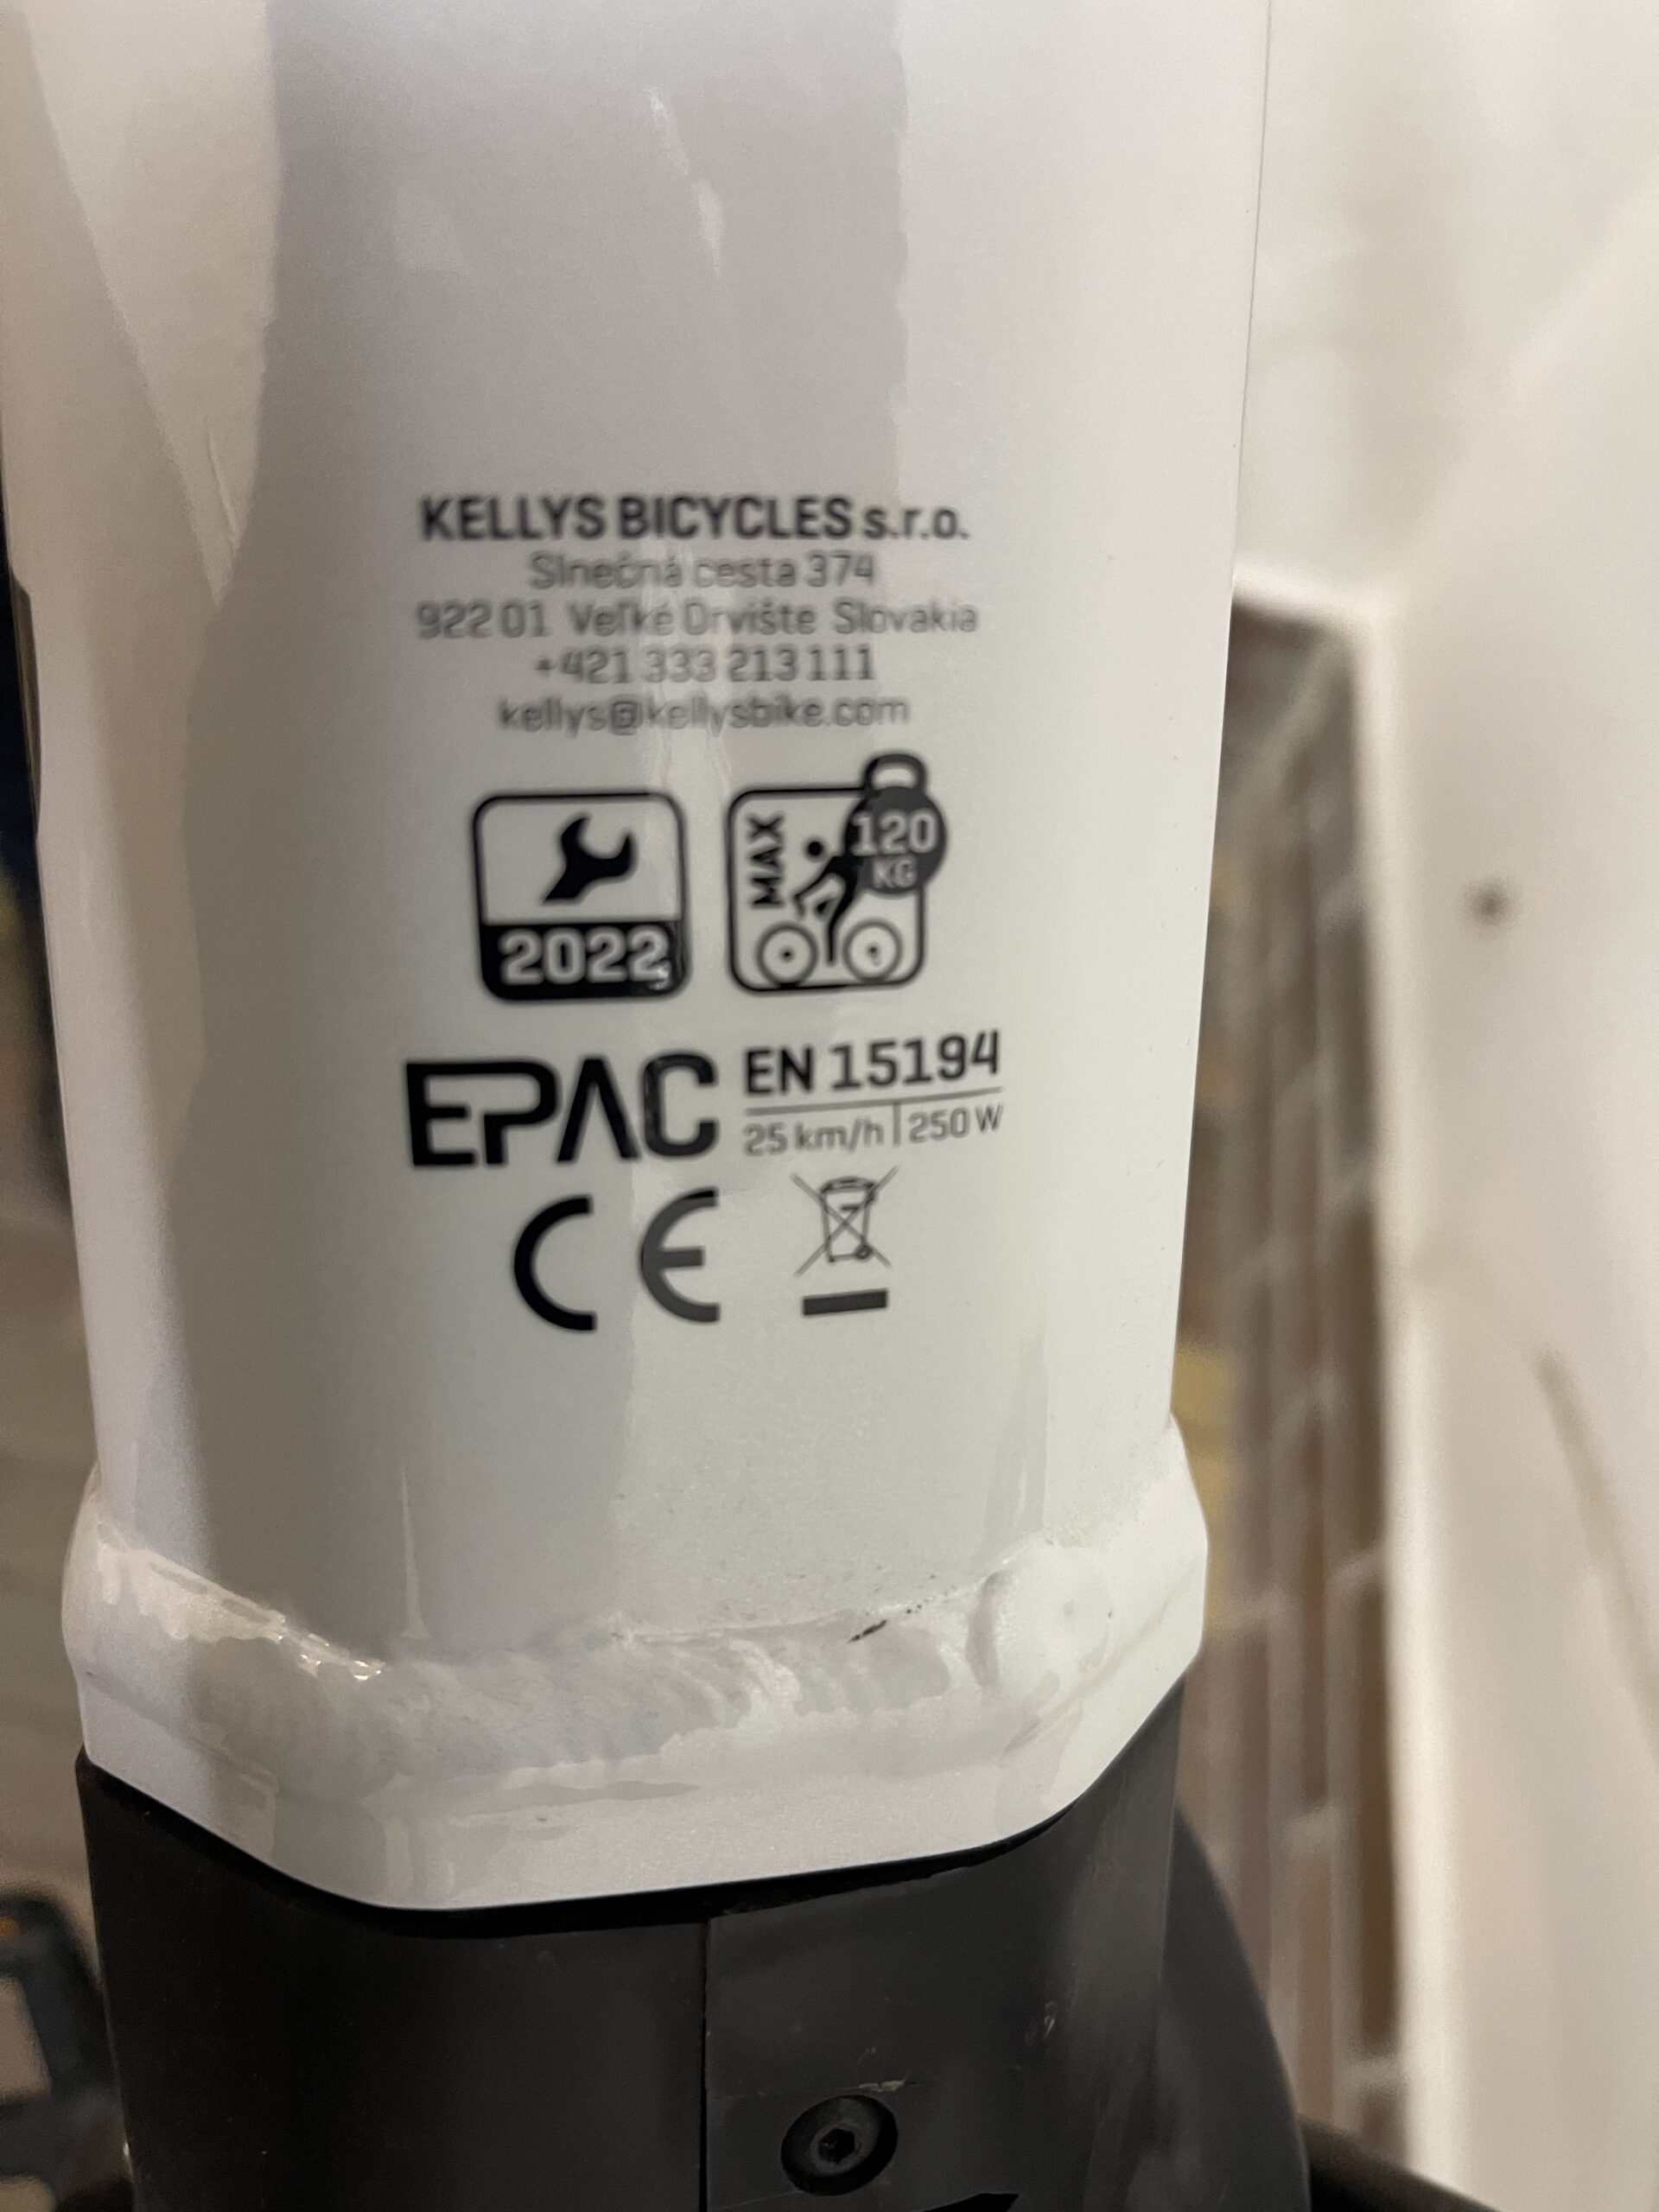 KELLYS BICYCLES s.r.o.
Slnečná cesta 374
922 01 Veľké Orvište Slovakia
+421 333 213 111
kellys@kellysbike.com
MAX 120 KG
2022
EPAC EN 15194
25 km/h | 250 W
CE